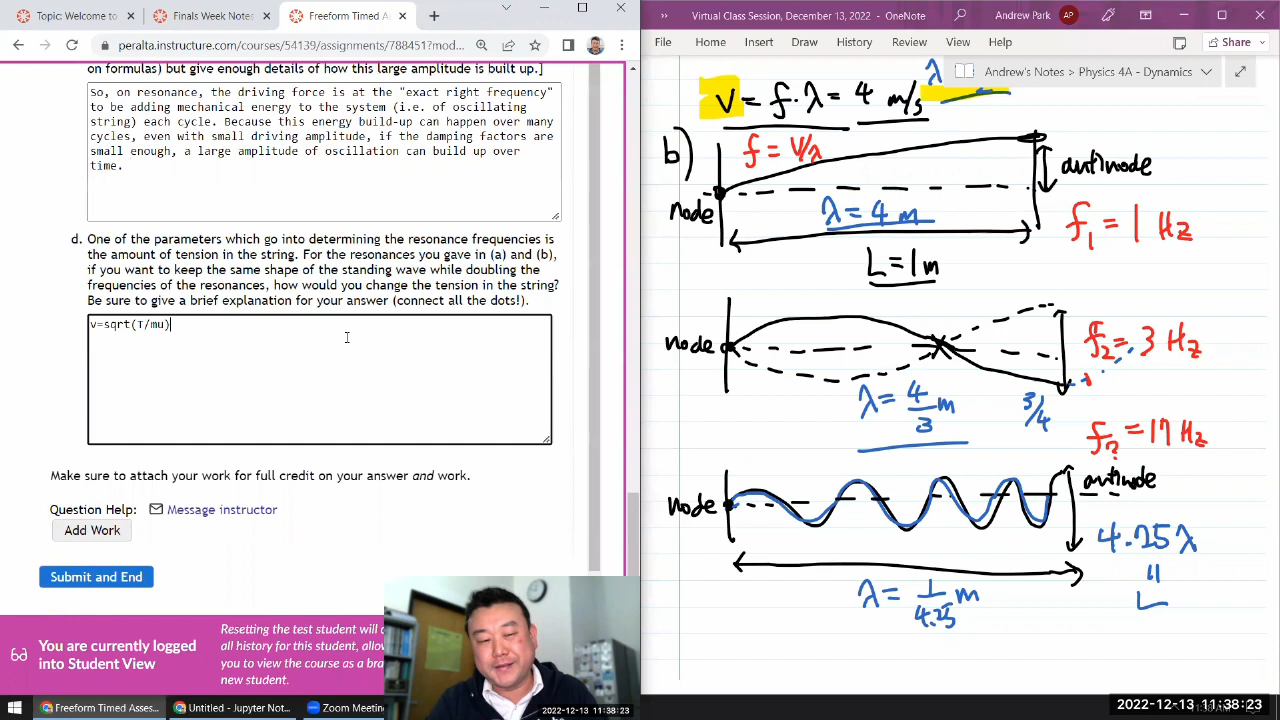 Topic Welcome to
Finals Week Notes
Freeform Timed As
peralta.instructure.com/courses/54139/assignments/788451?mod...
on formulas) but give enough details of how this large amplitude is built up.]
So, on resonance, the driving force is at the "exact right frequency"
to be adding mechanical energy to the system (i.e. of oscillating
string) each cycle. Because this energy build-up can happen over many
cycles, even with small driving amplitude, if the damping factors are
small enough, a large amplitude of oscillation can build up over
time.
d. One of the parameters which go into determining the resonance frequencies is
the amount of tension in the string. For the resonances you gave in (a) and (b),
if you want to keep the same shape of the standing wave while doubling the
frequencies of the resonances, how would you change the tension in the string?
Be sure to give a brief explanation for your answer (connect all the dots!).
v=sqrt(T/mu)
Make sure to attach your work for full credit on your answer and work.
Question Help: Message instructor
Add Work
Submit and End
You are currently logged
into Student View
Resetting the test student will
all history for this student, allo
you to view the course as a bra
new student.
Freeform Timed Asses...
Untitled - Jupyter Not...
Zoom Meeting
2022-12-13 11:38:23
Virtual Class Session, December 13, 2022 - OneNote
Andrew Park AP
File Home Insert Draw History Review View Help Share
Andrew's Notes > Physics 4A - Dynamics
λ
V = f·λ = 4 m/s
b) f = V/λ
antinode
node
λ = 4 m
f₁ = 1 Hz
L = 1m
node
f₂ = 3 Hz
λ = 4/3 m
3/4
f? = 17 Hz
antinode
node
4.25λ
"
L
λ = 1/4.25 m
2022-12-13 11:38:23